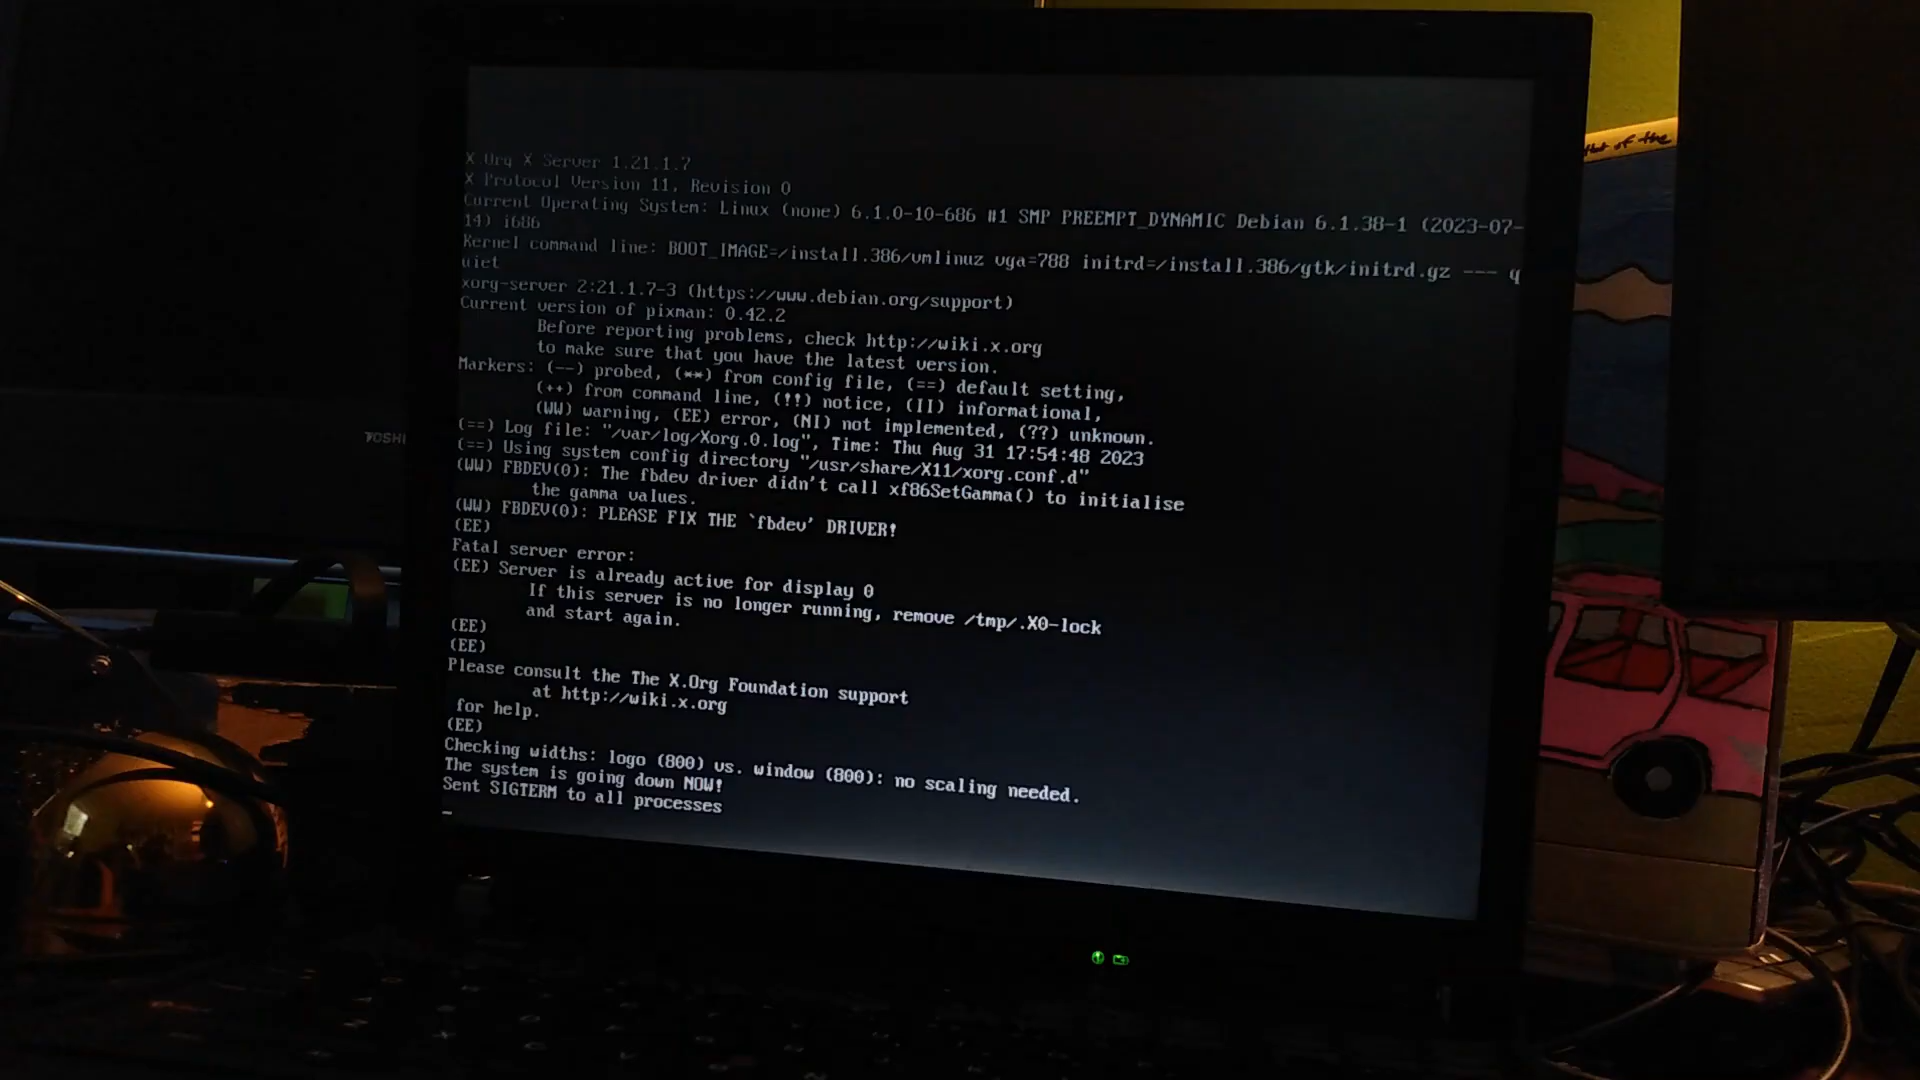 of the
X.Org X Server 1.21.1.7
X Protocol Version 11, Revision 0
Current Operating System: Linux (none) 6.1.0-10-686 #1 SMP PREEMPT_DYNAMIC Debian 6.1.38-1 (2023-07-
14) i686
Kernel command line: BOOT_IMAGE=/install.386/vmlinuz vga=788 initrd=/install.386/gtk/initrd.gz --- q
uiet
xorg-server 2:21.1.7-3 (https://www.debian.org/support)
Current version of pixman: 0.42.2
Before reporting problems, check http://wiki.x.org
to make sure that you have the latest version.
Markers: (--) probed, (**) from config file, (==) default setting,
(++) from command line, (!!) notice, (II) informational,
(WW) warning, (EE) error, (NI) not implemented, (??) unknown.
(==) Log file: "/var/log/Xorg.0.log", Time: Thu Aug 31 17:54:48 2023
(==) Using system config directory "/usr/share/X11/xorg.conf.d"
(WW) FBDEV(0): The fbdev driver didn't call xf86SetGamma() to initialise
the gamma values.
(WW) FBDEV(0): PLEASE FIX THE `fbdev' DRIVER!
(EE)
Fatal server error:
(EE) Server is already active for display 0
If this server is no longer running, remove /tmp/.X0-lock
and start again.
(EE)
(EE)
Please consult the The X.Org Foundation support
at http://wiki.x.org
for help.
(EE)
Checking widths: logo (800) vs. window (800): no scaling needed.
The system is going down NOW!
Sent SIGTERM to all processes
TOSHI